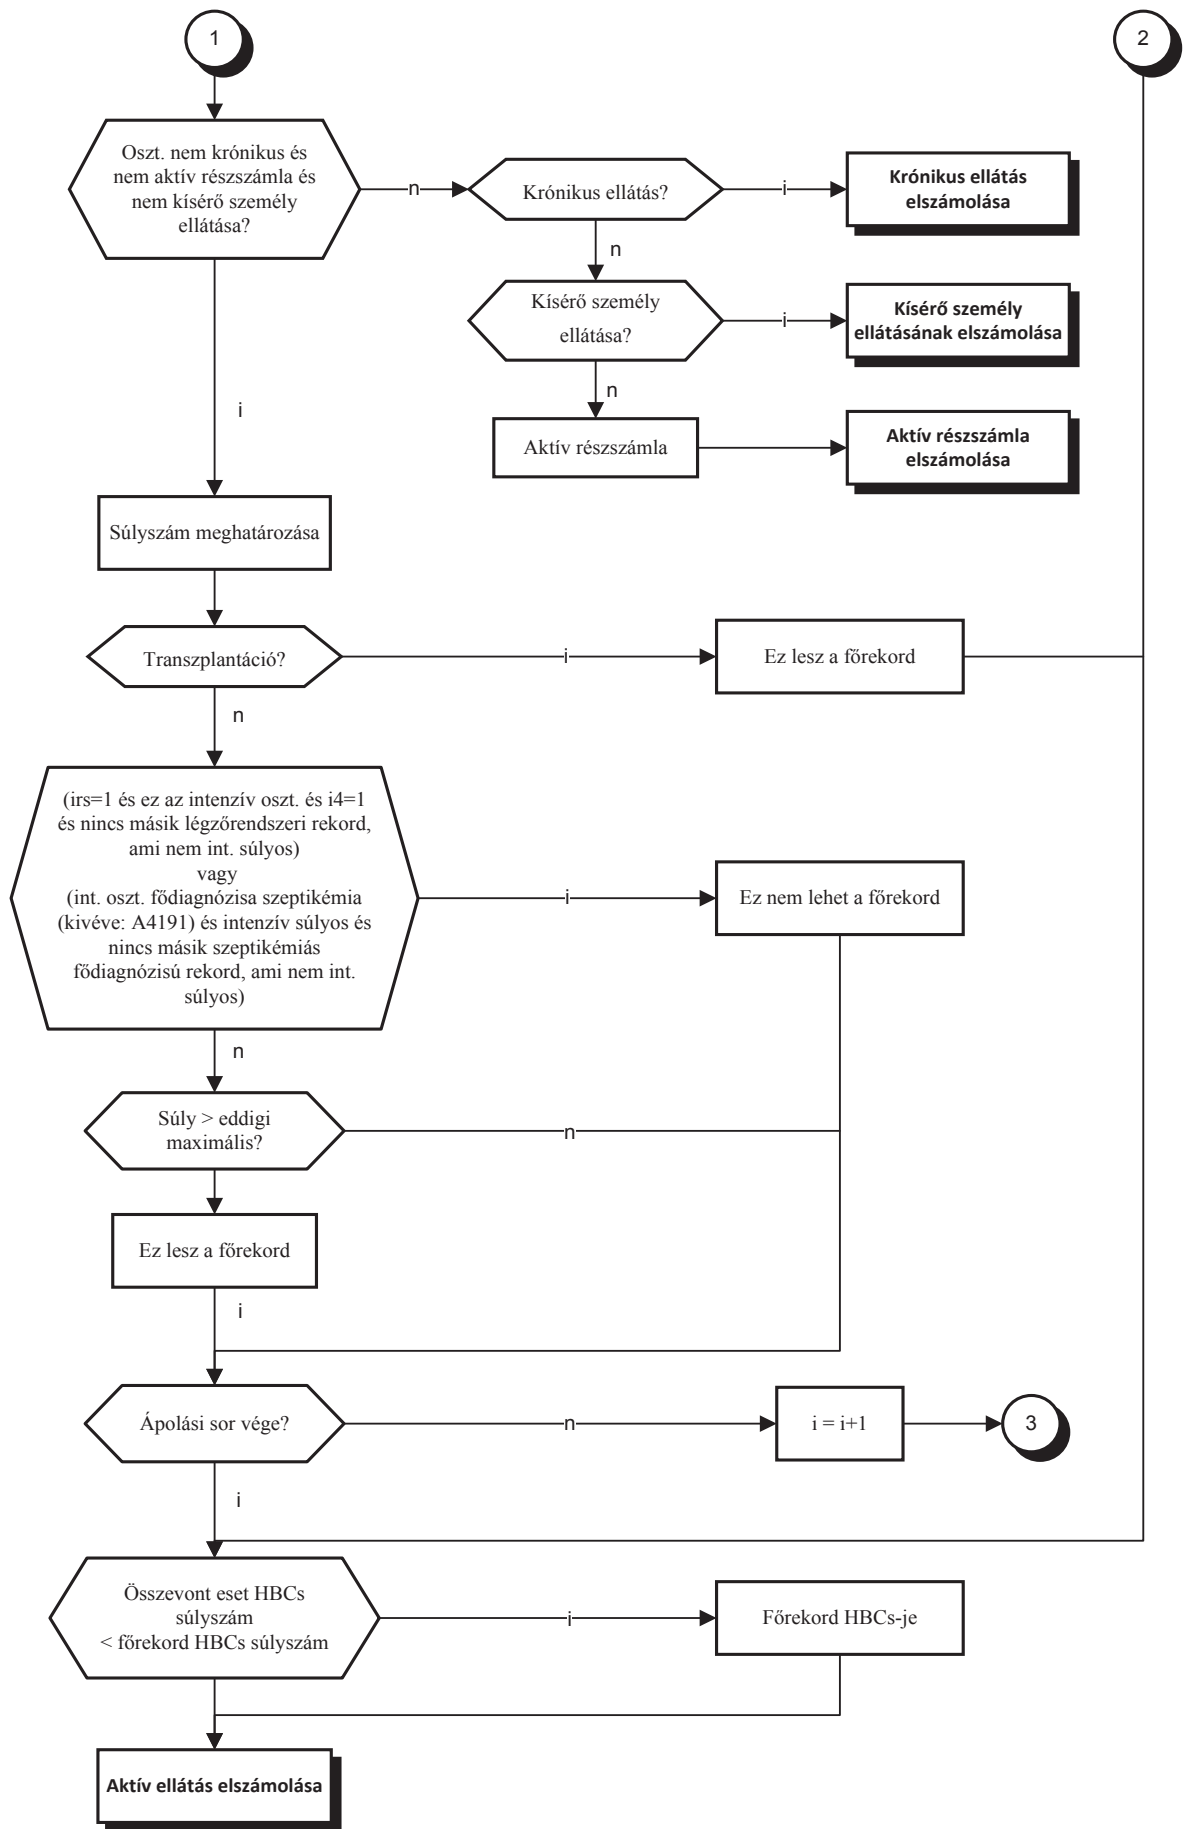 1
2
Oszt. nem krónikus és
nem aktív részszámla és
nem kísérő személy
ellátása?
n
Krónikus ellátás?
i
Krónikus ellátás
elszámolása
n
Kísérő személy
ellátása?
i
Kísérő személy
ellátásának elszámolása
n
i
Aktív részszámla
Aktív részszámla
elszámolása
Súlyszám meghatározása
Transzplantáció?
i
Ez lesz a főrekord
n
(irs=1 és ez az intenzív oszt. és i4=1
és nincs másik légzőrendszeri rekord,
ami nem int. súlyos)
vagy
(int. oszt. fődiagnózisa szeptikémia
(kivéve: A4191) és intenzív súlyos és
nincs másik szeptikémiás
fődiagnózisú rekord, ami nem int.
súlyos)
i
Ez nem lehet a főrekord
n
Súly > eddigi
maximális?
n
Ez lesz a főrekord
i
Ápolási sor vége?
n
i = i+1
3
i
Összevont eset HBCs
súlyszám
< főrekord HBCs súlyszám
i
Főrekord HBCs-je
Aktív ellátás elszámolása